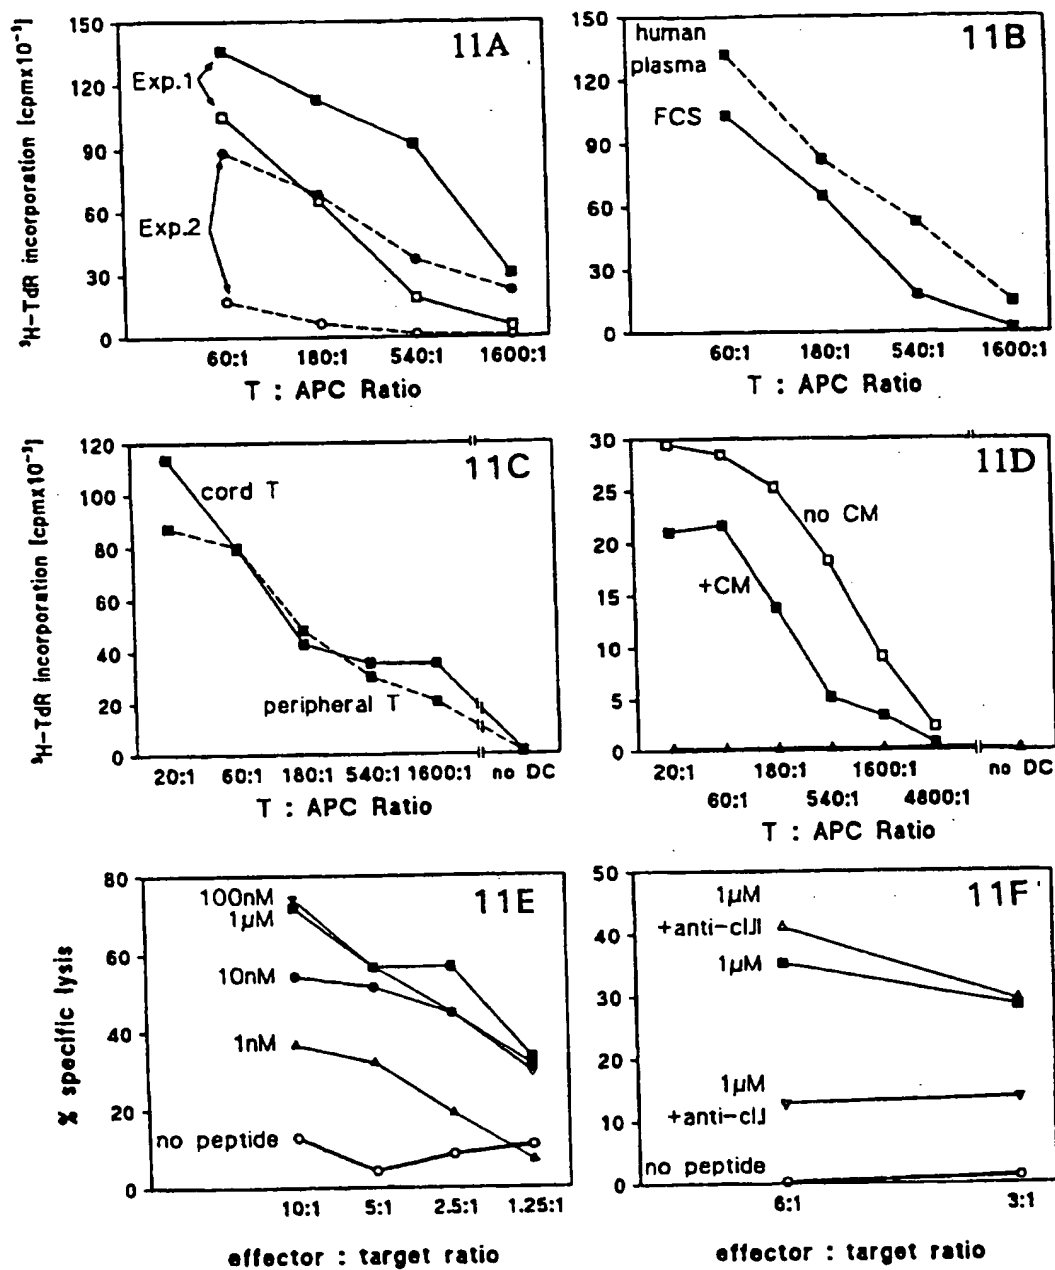 11A
150
120
90
60
30
0
³H-TdR incorporation [cpmx10⁻³]
Exp.1
Exp.2
60:1 180:1 540:1 1600:1
T : APC Ratio
11B
150
120
90
60
30
0
human
plasma
FCS
60:1 180:1 540:1 1600:1
T : APC Ratio
11C
120
100
80
60
40
20
0
³H-TdR incorporation [cpmx10⁻³]
cord T
peripheral T
20:1 60:1 180:1 540:1 1600:1 no DC
T : APC Ratio
11D
30
25
20
15
10
5
0
no CM
+CM
20:1 180:1 1600:1 no DC
60:1 540:1 4800:1
T : APC Ratio
11E
80
60
40
20
0
% specific lysis
100nM
1µM
10nM
1nM
no peptide
10:1 5:1 2.5:1 1.25:1
effector : target ratio
11F
50
40
30
20
10
0
1µM
+anti-clII
1µM
1µM
+anti-clI
no peptide
6:1 3:1
effector : target ratio